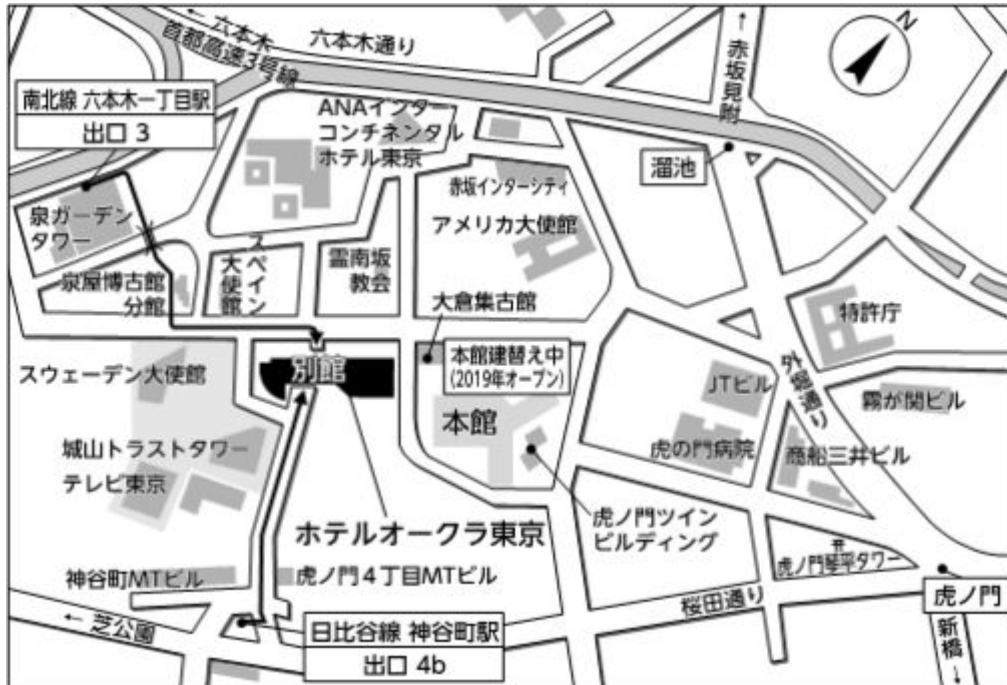 ← 六本木
六本木通り
首都高速3号線
N
↑
赤坂見附
南北線 六本木一丁目駅
出口 3
ANAインター
コンチネンタル
ホテル東京
溜池
赤坂インターシティ
泉ガーデン
タワー
アメリカ大使館
スペイン
大使館
霊南坂
教会
泉屋博古館
分館
大倉集古館
特許庁
本館建替え中
(2019年オープン)
外堀通り
スウェーデン大使館
別館
JTビル
霧が関ビル
本館
城山トラストタワー
虎の門病院
商船三井ビル
テレビ東京
ホテルオークラ東京
虎ノ門ツイン
ビルディング
虎ノ門琴平タワー
神谷町MTビル
虎ノ門4丁目MTビル
桜田通り
虎ノ門
← 芝公園
日比谷線 神谷町駅
出口 4b
新橋
↓